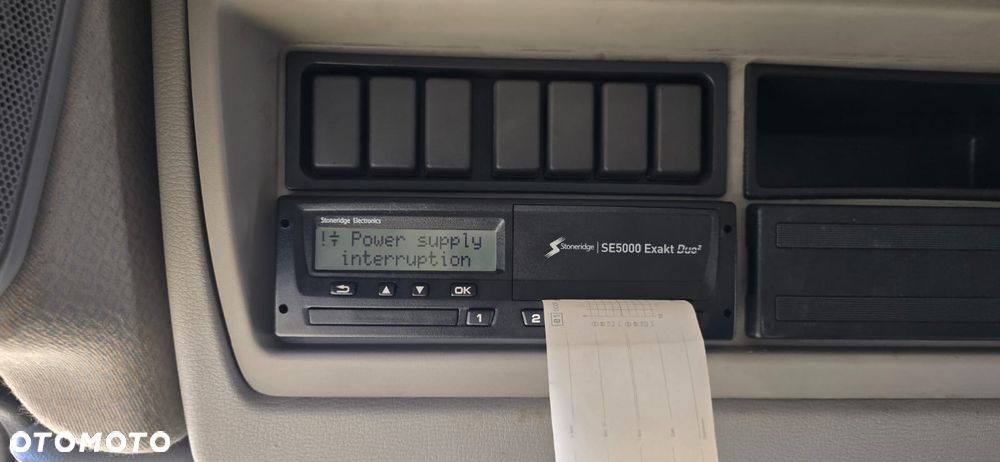 Stoneridge Electronics
!÷ Power supply
interruption
Stoneridge | SE5000 Exakt Duo²
OK
1
2
OTOMOTO